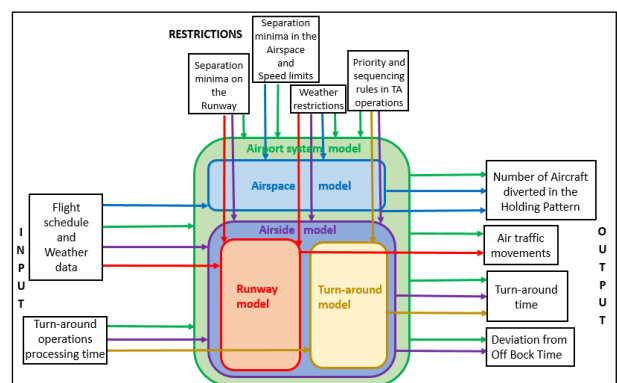 RESTRICTIONS
Separation
minima on
the
Runway
Separation
minima in the
Airspace
and
Speed limits
Weather
restrictions
Priority and
sequencing
rules in TA
operations
Airport system model
Airspace model
Airside model
Runway
model
Turn-around
model
I
N
P
U
T
Flight
schedule
and
Weather
data
Turn-around
operations
processing time
Number of Aircraft
diverted in the
Holding Pattern
Air traffic
movements
Turn-around
time
Deviation from
Off Bock Time
O
U
T
P
U
T